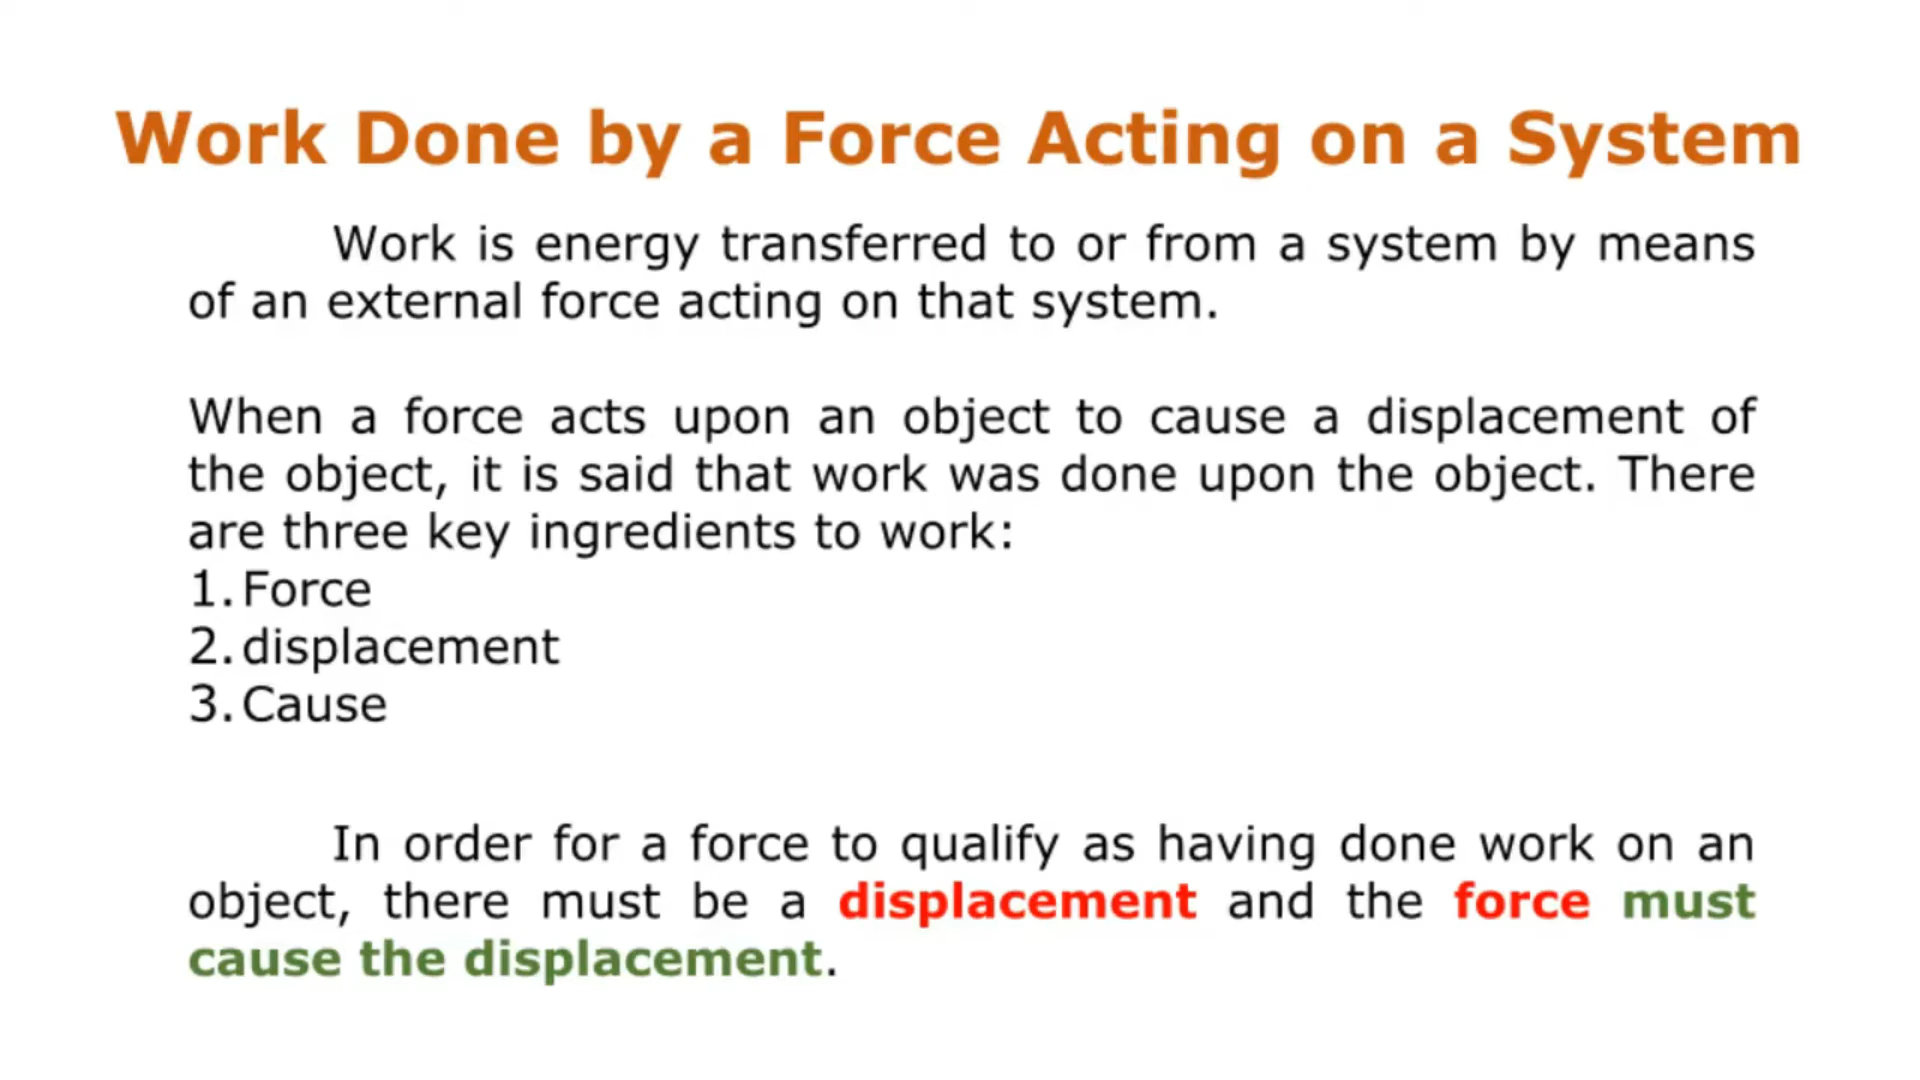 Work Done by a Force Acting on a System
Work is energy transferred to or from a system by means
of an external force acting on that system.
When a force acts upon an object to cause a displacement of
the object, it is said that work was done upon the object. There
are three key ingredients to work:
1. Force
2. displacement
3. Cause
In order for a force to qualify as having done work on an
object, there must be a displacement and the force must
cause the displacement.